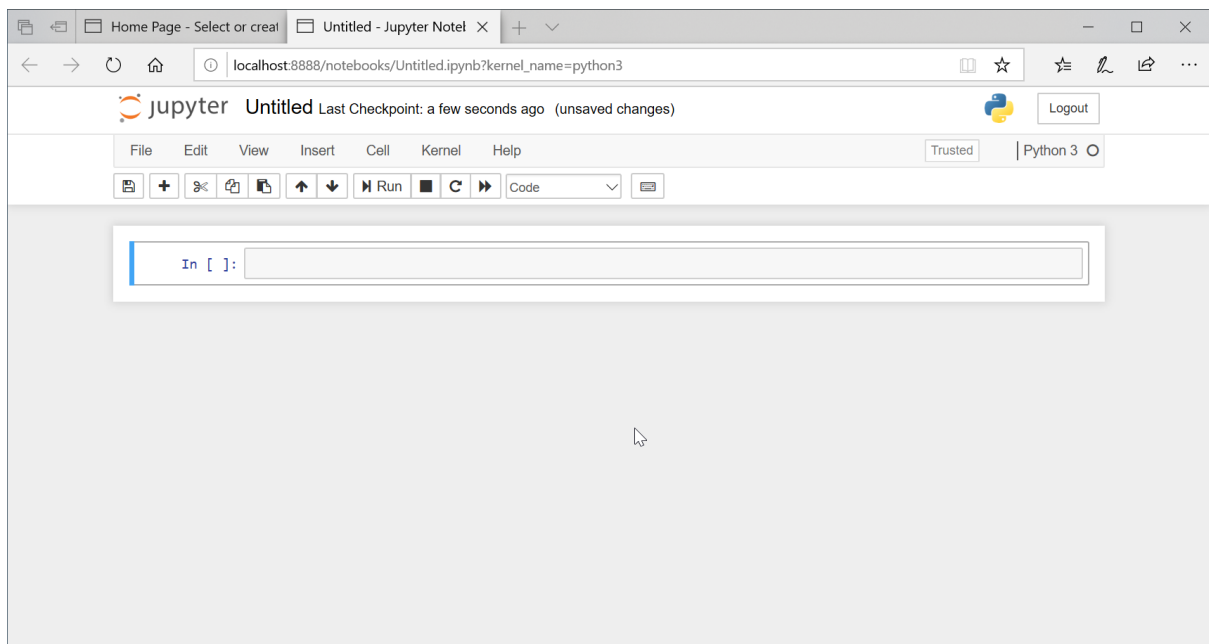 Home Page - Select or creat
Untitled - Jupyter Noteb
localhost:8888/notebooks/Untitled.ipynb?kernel_name=python3
jupyter Untitled Last Checkpoint: a few seconds ago (unsaved changes) Logout
File Edit View Insert Cell Kernel Help Trusted Python 3
Run Code
In [ ]: